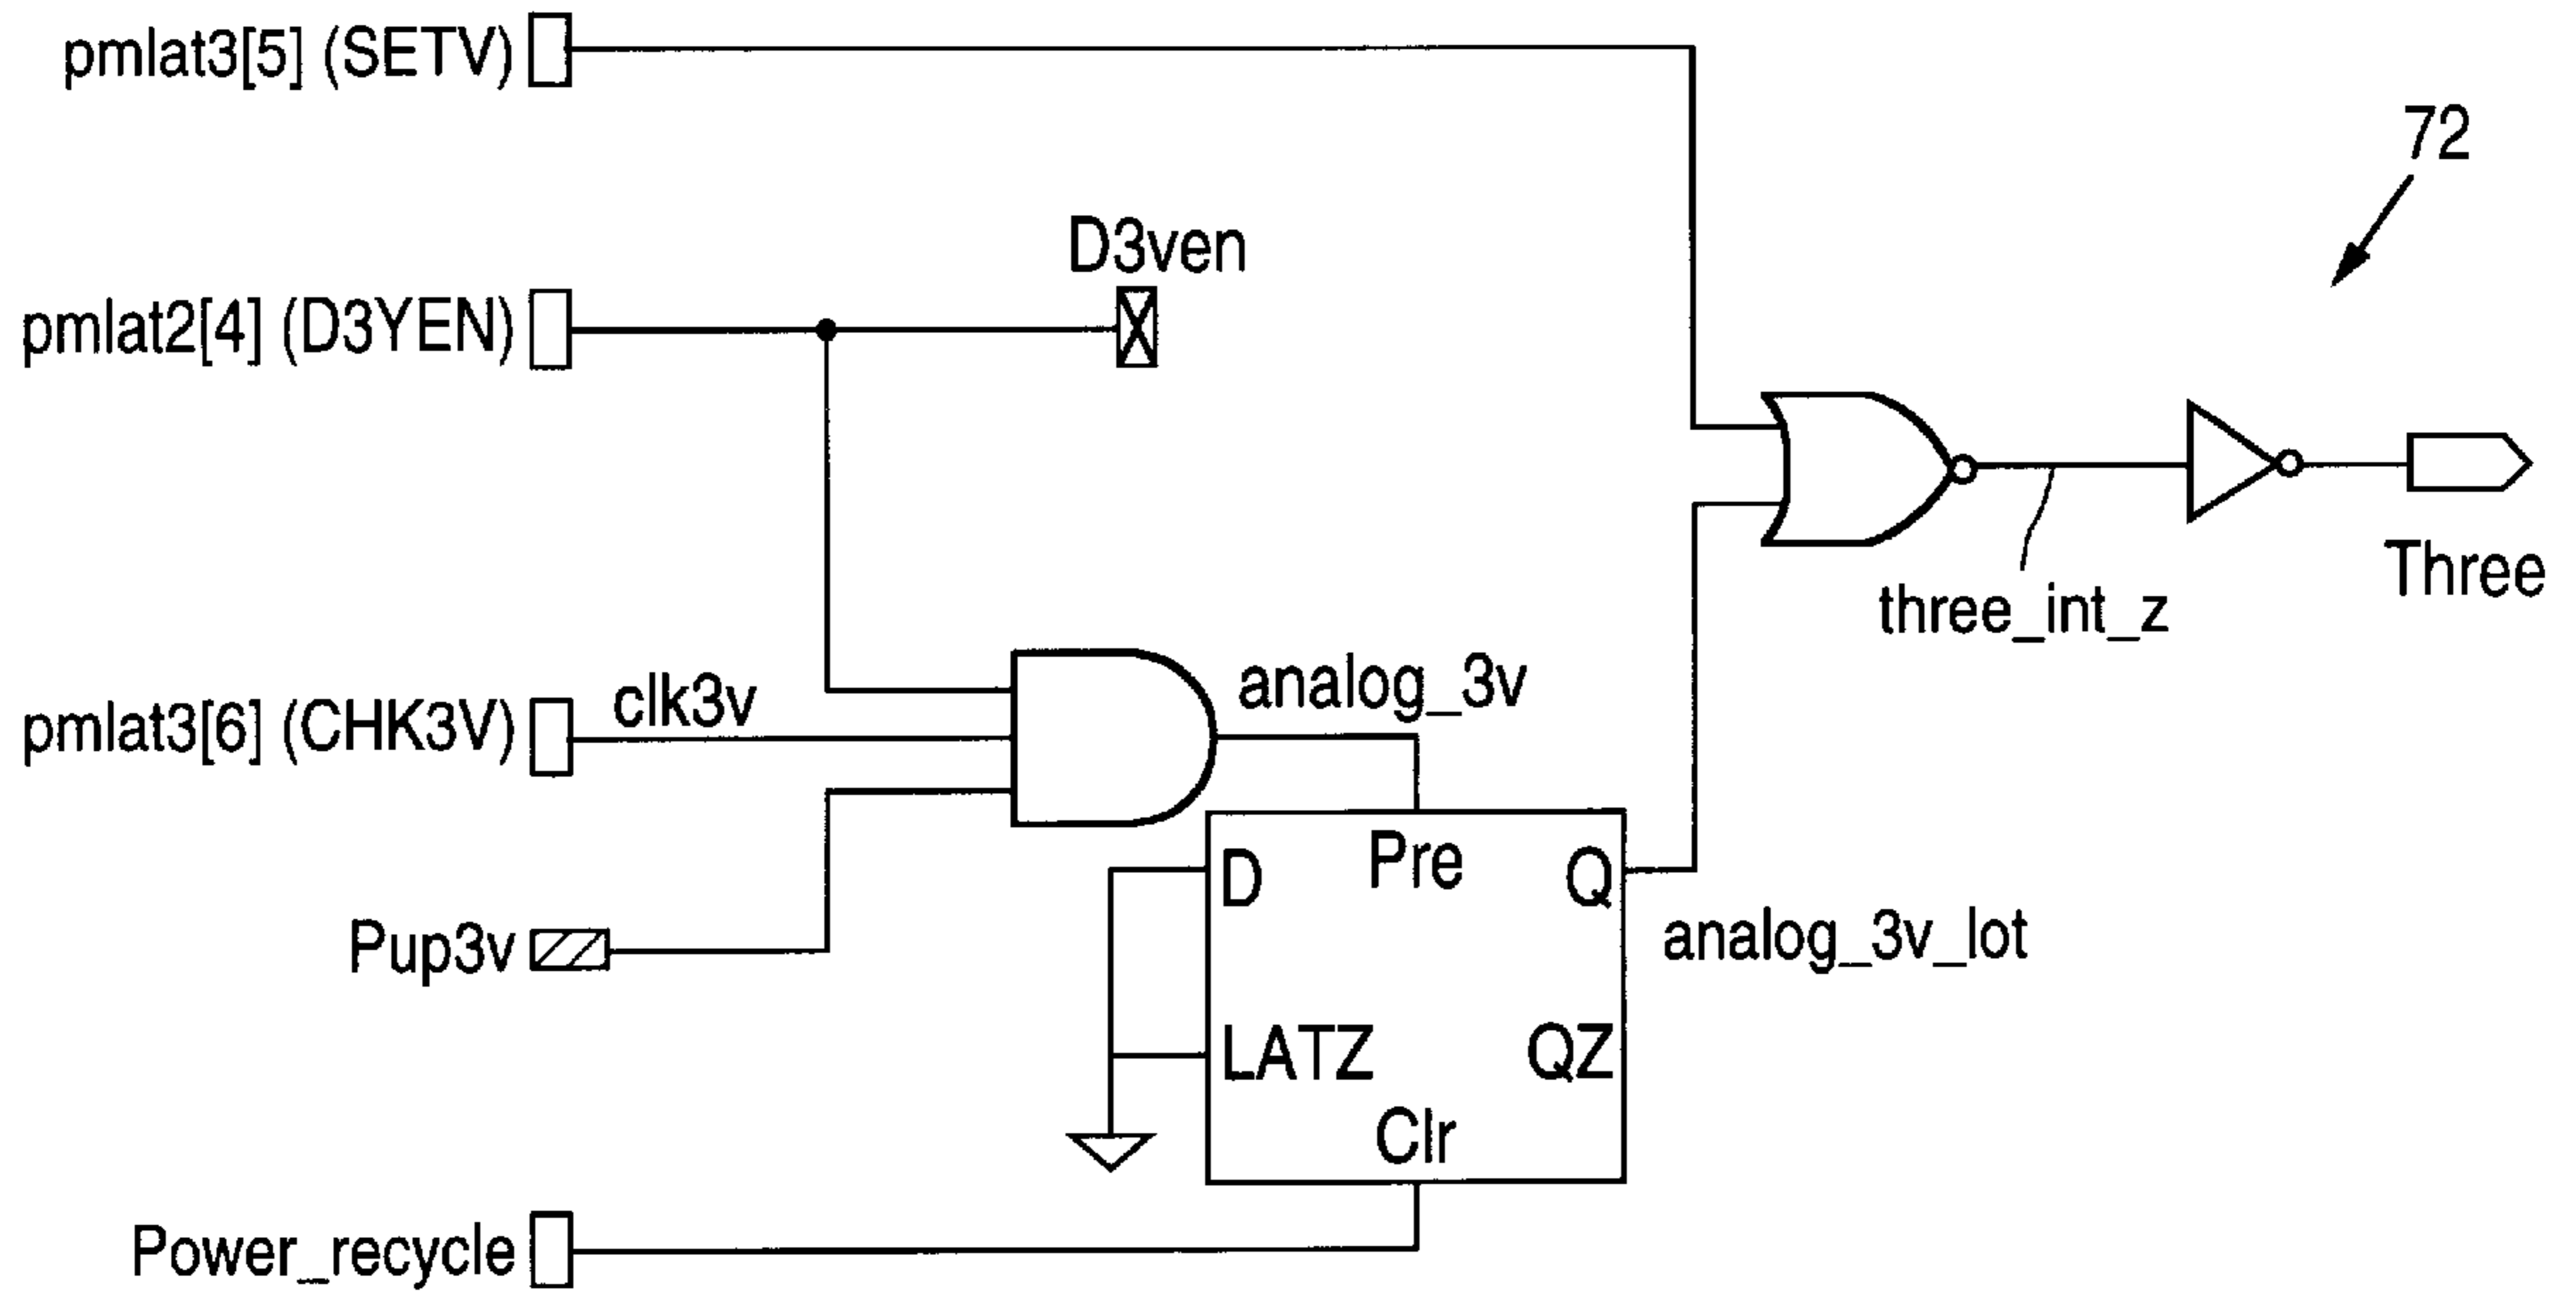 pmlat3[5] (SETV)
72
D3ven
pmlat2[4] (D3YEN)
three_int_z
Three
pmlat3[6] (CHK3V)
clk3v
analog_3v
Pre
D
Q
Pup3v
analog_3v_lot
LATZ
QZ
Clr
Power_recycle